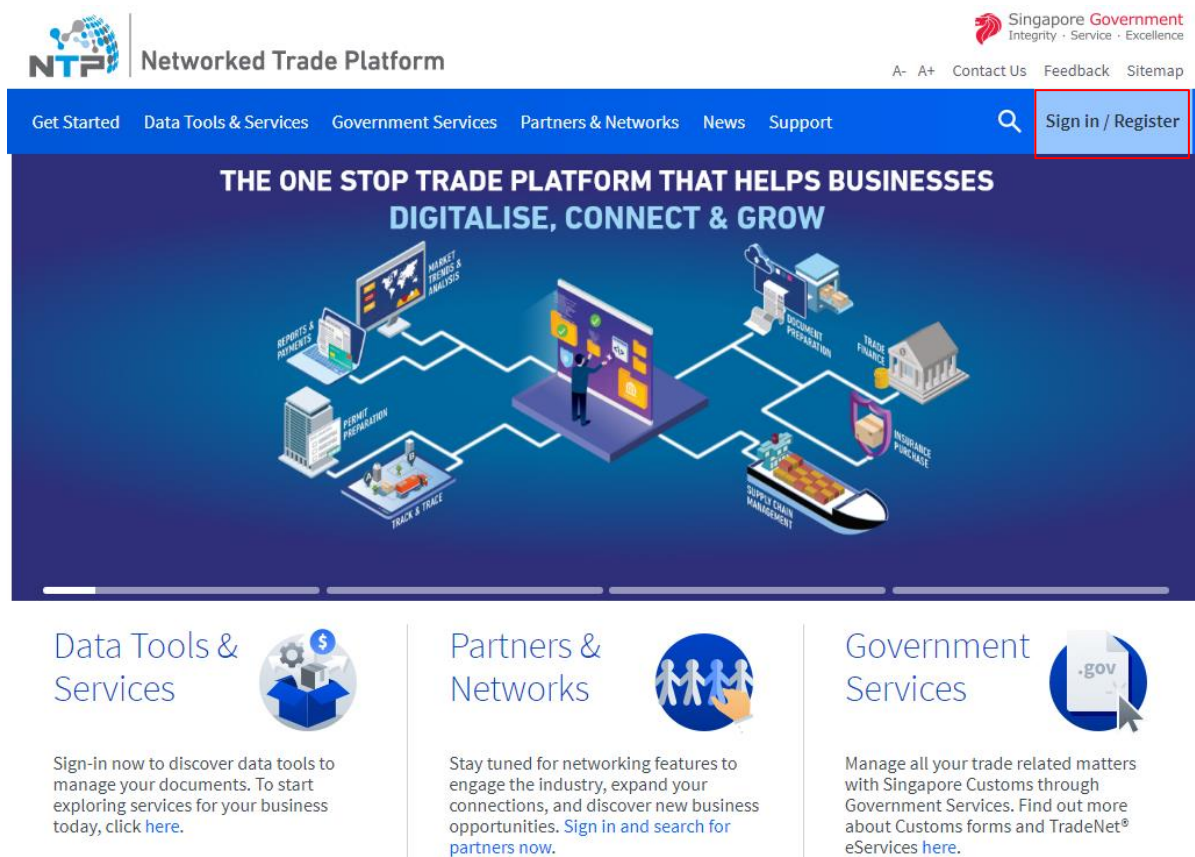 NTP
Networked Trade Platform
Singapore Government
Integrity · Service · Excellence
A- A+ Contact Us Feedback Sitemap
Get Started Data Tools & Services Government Services Partners & Networks News Support Sign in / Register
THE ONE STOP TRADE PLATFORM THAT HELPS BUSINESSES
DIGITALISE, CONNECT & GROW
MARKET
TRENDS &
ANALYSIS
REPORTS &
PAYMENTS
DOCUMENT
PREPARATION
TRADE
FINANCE
PERMIT
PREPARATION
INSURANCE
PURCHASE
TRACK & TRACE
SUPPLY CHAIN
MANAGEMENT
Data Tools &
Services
$
Sign-in now to discover data tools to
manage your documents. To start
exploring services for your business
today, click here.
Partners &
Networks
Stay tuned for networking features to
engage the industry, expand your
connections, and discover new business
opportunities. Sign in and search for
partners now.
Government
Services
.gov
Manage all your trade related matters
with Singapore Customs through
Government Services. Find out more
about Customs forms and TradeNet®
eServices here.